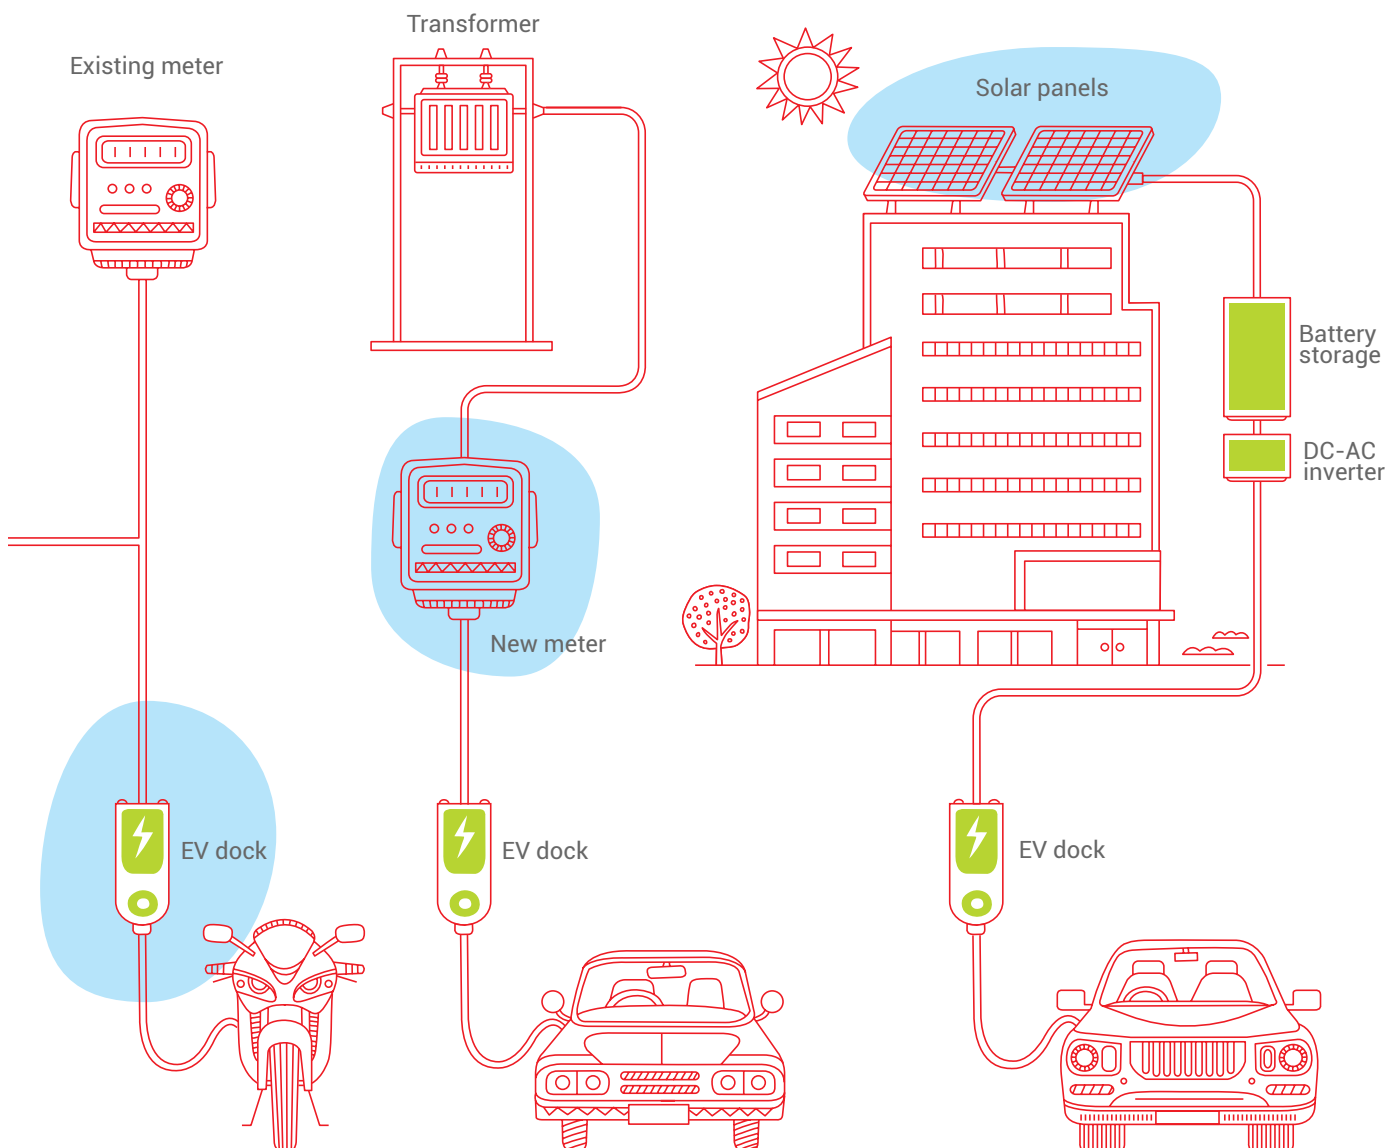 Transformer
Existing meter
Solar panels
Battery
storage
DC-AC
inverter
New meter
EV dock
EV dock
EV dock